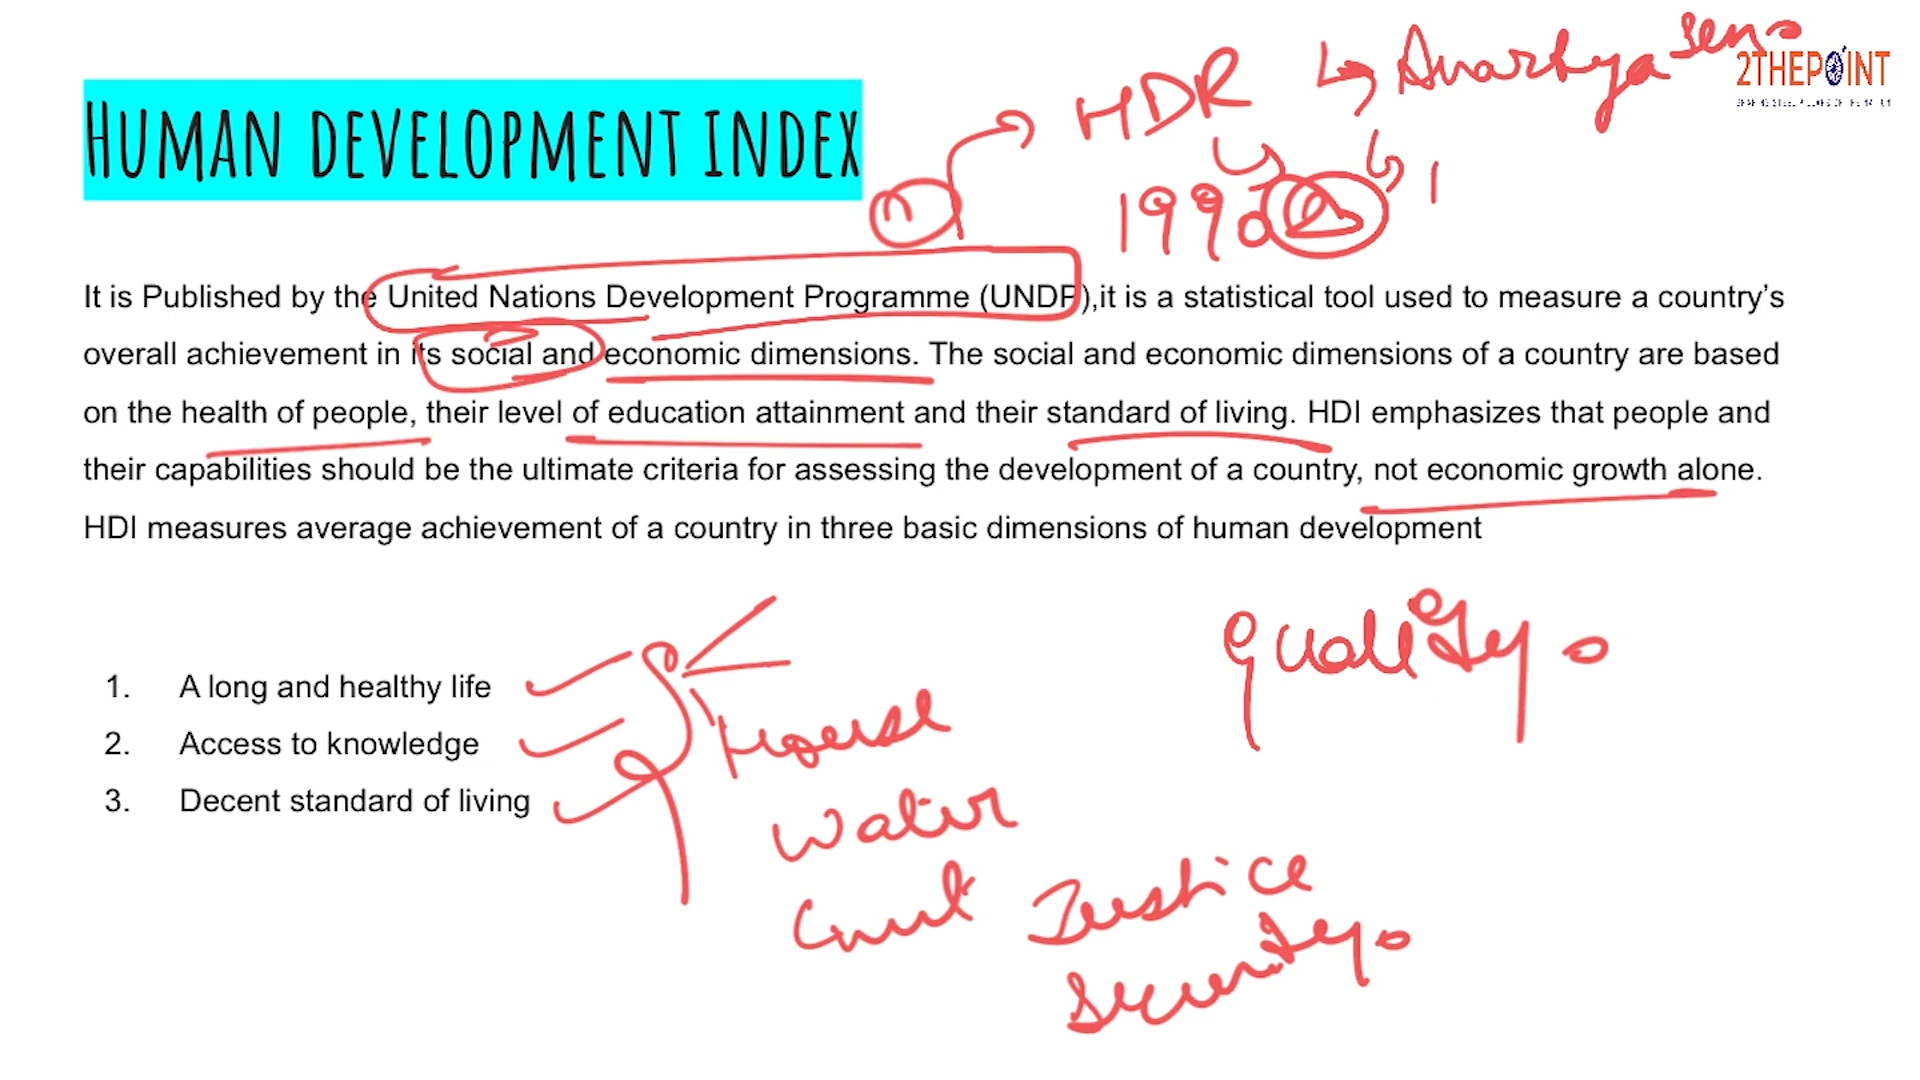 HUMAN DEVELOPMENT INDEX
HDR
Amartya Sen
2THEPOINT
1990
It is Published by the United Nations Development Programme (UNDP),it is a statistical tool used to measure a country’s
overall achievement in its social and economic dimensions. The social and economic dimensions of a country are based
on the health of people, their level of education attainment and their standard of living. HDI emphasizes that people and
their capabilities should be the ultimate criteria for assessing the development of a country, not economic growth alone.
HDI measures average achievement of a country in three basic dimensions of human development
Quality
1. A long and healthy life
2. Access to knowledge
3. Decent standard of living
House
Water
Justice
Security